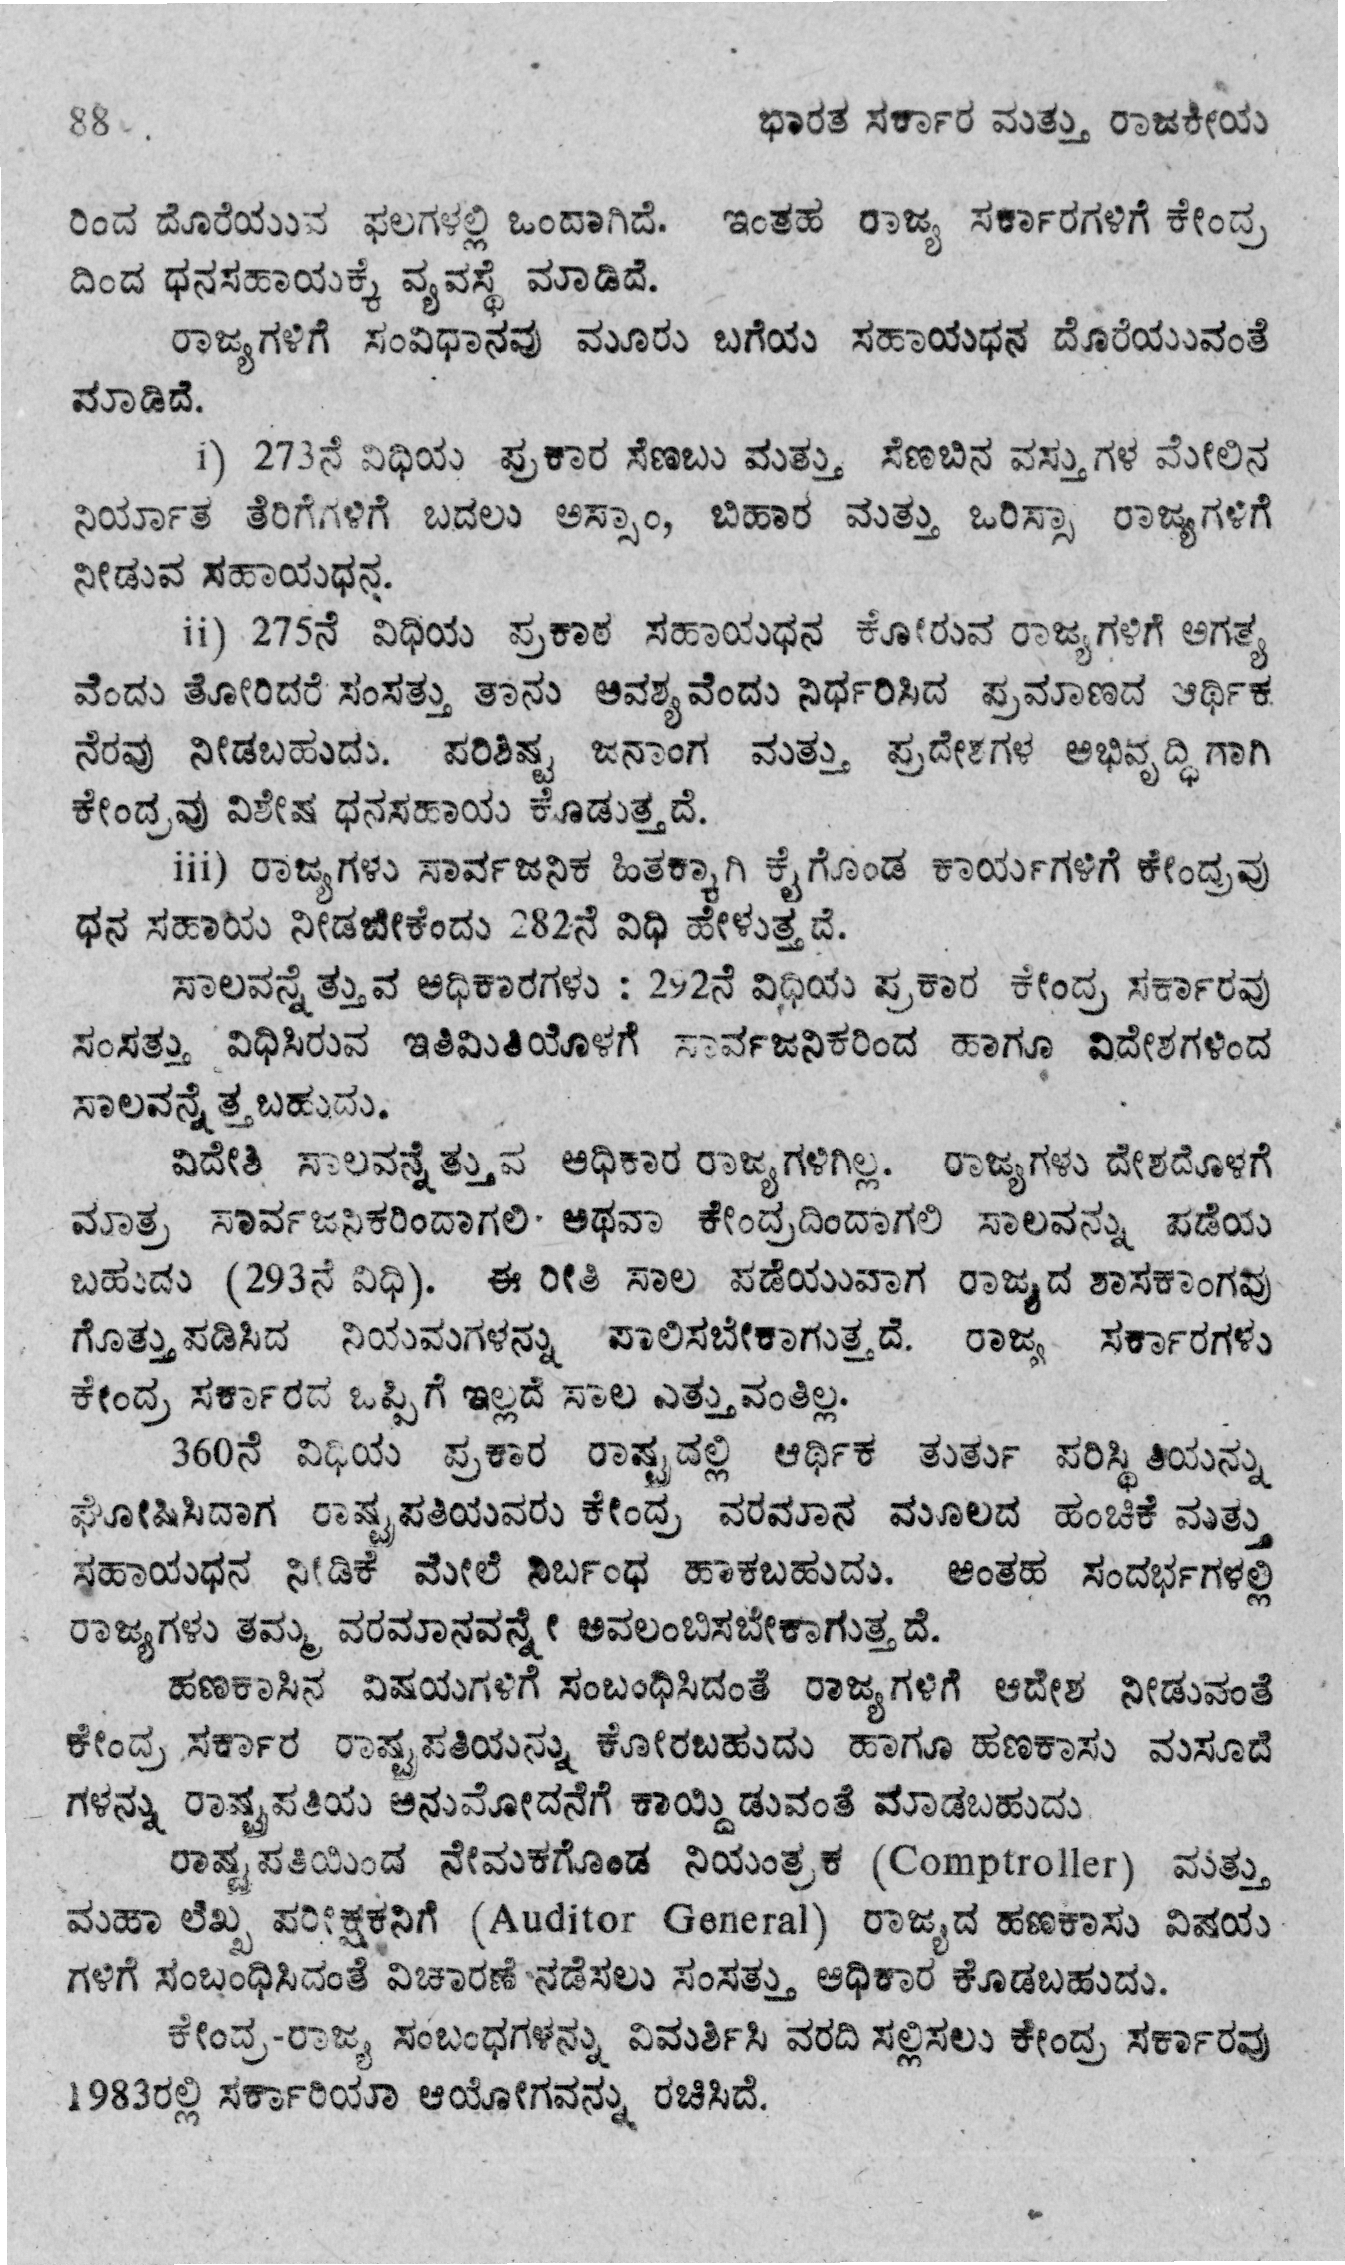 88	ಭಾರತ ಸರ್ಕಾರ ಮತ್ತು ರಾಜಕೀಯ
ರಿಂದ ದೊರೆಯುವ ಫಲಗಳಲ್ಲಿ ಒಂದಾಗಿದೆ. ಇಂತಹ ರಾಜ್ಯ ಸರ್ಕಾರಗಳಿಗೆ ಕೇಂದ್ರ
ದಿಂದ ಧನಸಹಾಯಕ್ಕೆ ವ್ಯವಸ್ಥೆ ಮಾಡಿದೆ.
ರಾಜ್ಯಗಳಿಗೆ ಸಂವಿಧಾನವು ಮೂರು ಬಗೆಯ ಸಹಾಯಧನ ದೊರೆಯುವಂತೆ
ಮಾಡಿದೆ.
i) 273ನೆ ವಿಧಿಯ ಪ್ರಕಾರ ಸೆಣಬು ಮತ್ತು ಸೆಣಬಿನ ವಸ್ತುಗಳ ಮೇಲಿನ
ನಿರ್ಯಾತ ತೆರಿಗೆಗಳಿಗೆ ಬದಲು ಅಸ್ಸಾಂ, ಬಿಹಾರ ಮತ್ತು ಒರಿಸ್ಸಾ ರಾಜ್ಯಗಳಿಗೆ
ನೀಡುವ ಸಹಾಯಧನ.
ii) 275ನೆ ವಿಧಿಯ ಪ್ರಕಾರ ಸಹಾಯಧನ ಕೋರುವ ರಾಜ್ಯಗಳಿಗೆ ಅಗತ್ಯ
ವೆಂದು ತೋರಿದರೆ ಸಂಸತ್ತು ತಾನು ಅವಶ್ಯವೆಂದು ನಿರ್ಧರಿಸಿದ ಪ್ರಮಾಣದ ಆರ್ಥಿಕ
ನೆರವು ನೀಡಬಹುದು. ಪರಿಶಿಷ್ಟ ಜನಾಂಗ ಮತ್ತು ಪ್ರದೇಶಗಳ ಅಭಿವೃದ್ಧಿಗಾಗಿ
ಕೇಂದ್ರವು ವಿಶೇಷ ಧನಸಹಾಯ ಕೊಡುತ್ತದೆ.
iii) ರಾಜ್ಯಗಳು ಸಾರ್ವಜನಿಕ ಹಿತಕ್ಕಾಗಿ ಕೈಗೊಂಡ ಕಾರ್ಯಗಳಿಗೆ ಕೇಂದ್ರವು
ಧನ ಸಹಾಯ ನೀಡಬೇಕೆಂದು 282ನೆ ವಿಧಿ ಹೇಳುತ್ತದೆ.
ಸಾಲವನ್ನೆತ್ತುವ ಅಧಿಕಾರಗಳು : 292ನೆ ವಿಧಿಯ ಪ್ರಕಾರ ಕೇಂದ್ರ ಸರ್ಕಾರವು
ಸಂಸತ್ತು ವಿಧಿಸಿರುವ ಇತಿಮಿತಿಯೊಳಗೆ ಸಾರ್ವಜನಿಕರಿಂದ ಹಾಗೂ ವಿದೇಶಗಳಿಂದ
ಸಾಲವನ್ನೆತ್ತಬಹುದು.
ವಿದೇಶಿ ಸಾಲವನ್ನೆತ್ತುವ ಅಧಿಕಾರ ರಾಜ್ಯಗಳಿಗಿಲ್ಲ. ರಾಜ್ಯಗಳು ದೇಶದೊಳಗೆ
ಮಾತ್ರ ಸಾರ್ವಜನಿಕರಿಂದಾಗಲಿ ಅಥವಾ ಕೇಂದ್ರದಿಂದಾಗಲಿ ಸಾಲವನ್ನು ಪಡೆಯ
ಬಹುದು (293ನೆ ವಿಧಿ). ಈ ರೀತಿ ಸಾಲ ಪಡೆಯುವಾಗ ರಾಜ್ಯದ ಶಾಸಕಾಂಗವು
ಗೊತ್ತುಪಡಿಸಿದ ನಿಯಮಗಳನ್ನು ಪಾಲಿಸಬೇಕಾಗುತ್ತದೆ. ರಾಜ್ಯ ಸರ್ಕಾರಗಳು
ಕೇಂದ್ರ ಸರ್ಕಾರದ ಒಪ್ಪಿಗೆ ಇಲ್ಲದೆ ಸಾಲ ಎತ್ತುವಂತಿಲ್ಲ.
360ನೆ ವಿಧಿಯ ಪ್ರಕಾರ ರಾಷ್ಟ್ರದಲ್ಲಿ ಆರ್ಥಿಕ ತುರ್ತು ಪರಿಸ್ಥಿತಿಯನ್ನು
ಘೋಷಿಸಿದಾಗ ರಾಷ್ಟ್ರಪತಿಯವರು ಕೇಂದ್ರ ವರಮಾನ ಮೂಲದ ಹಂಚಿಕೆ ಮತ್ತು
ಸಹಾಯಧನ ನೀಡಿಕೆ ಮೇಲೆ ನಿರ್ಬಂಧ ಹಾಕಬಹುದು. ಅಂತಹ ಸಂದರ್ಭಗಳಲ್ಲಿ
ರಾಜ್ಯಗಳು ತಮ್ಮ ವರಮಾನವನ್ನೇ ಅವಲಂಬಿಸಬೇಕಾಗುತ್ತದೆ.
ಹಣಕಾಸಿನ ವಿಷಯಗಳಿಗೆ ಸಂಬಂಧಿಸಿದಂತೆ ರಾಜ್ಯಗಳಿಗೆ ಆದೇಶ ನೀಡುವಂತೆ
ಕೇಂದ್ರ ಸರ್ಕಾರ ರಾಷ್ಟ್ರಪತಿಯನ್ನು ಕೋರಬಹುದು ಹಾಗೂ ಹಣಕಾಸು ಮಸೂದೆ
ಗಳನ್ನು ರಾಷ್ಟ್ರಪತಿಯ ಅನುಮೋದನೆಗೆ ಕಾಯ್ದಿಡುವಂತೆ ಮಾಡಬಹುದು.
ರಾಷ್ಟ್ರಪತಿಯಿಂದ ನೇಮಕಗೊಂಡ ನಿಯಂತ್ರಕ (Comptroller) ಮತ್ತು
ಮಹಾ ಲೆಖ್ಖ ಪರೀಕ್ಷಕನಿಗೆ (Auditor General) ರಾಜ್ಯದ ಹಣಕಾಸು ವಿಷಯ
ಗಳಿಗೆ ಸಂಬಂಧಿಸಿದಂತೆ ವಿಚಾರಣೆ ನಡೆಸಲು ಸಂಸತ್ತು ಅಧಿಕಾರ ಕೊಡಬಹುದು.
ಕೇಂದ್ರ-ರಾಜ್ಯ ಸಂಬಂಧಗಳನ್ನು ವಿಮರ್ಶಿಸಿ ವರದಿ ಸಲ್ಲಿಸಲು ಕೇಂದ್ರ ಸರ್ಕಾರವು
1983ರಲ್ಲಿ ಸರ್ಕಾರಿಯಾ ಆಯೋಗವನ್ನು ರಚಿಸಿದೆ.